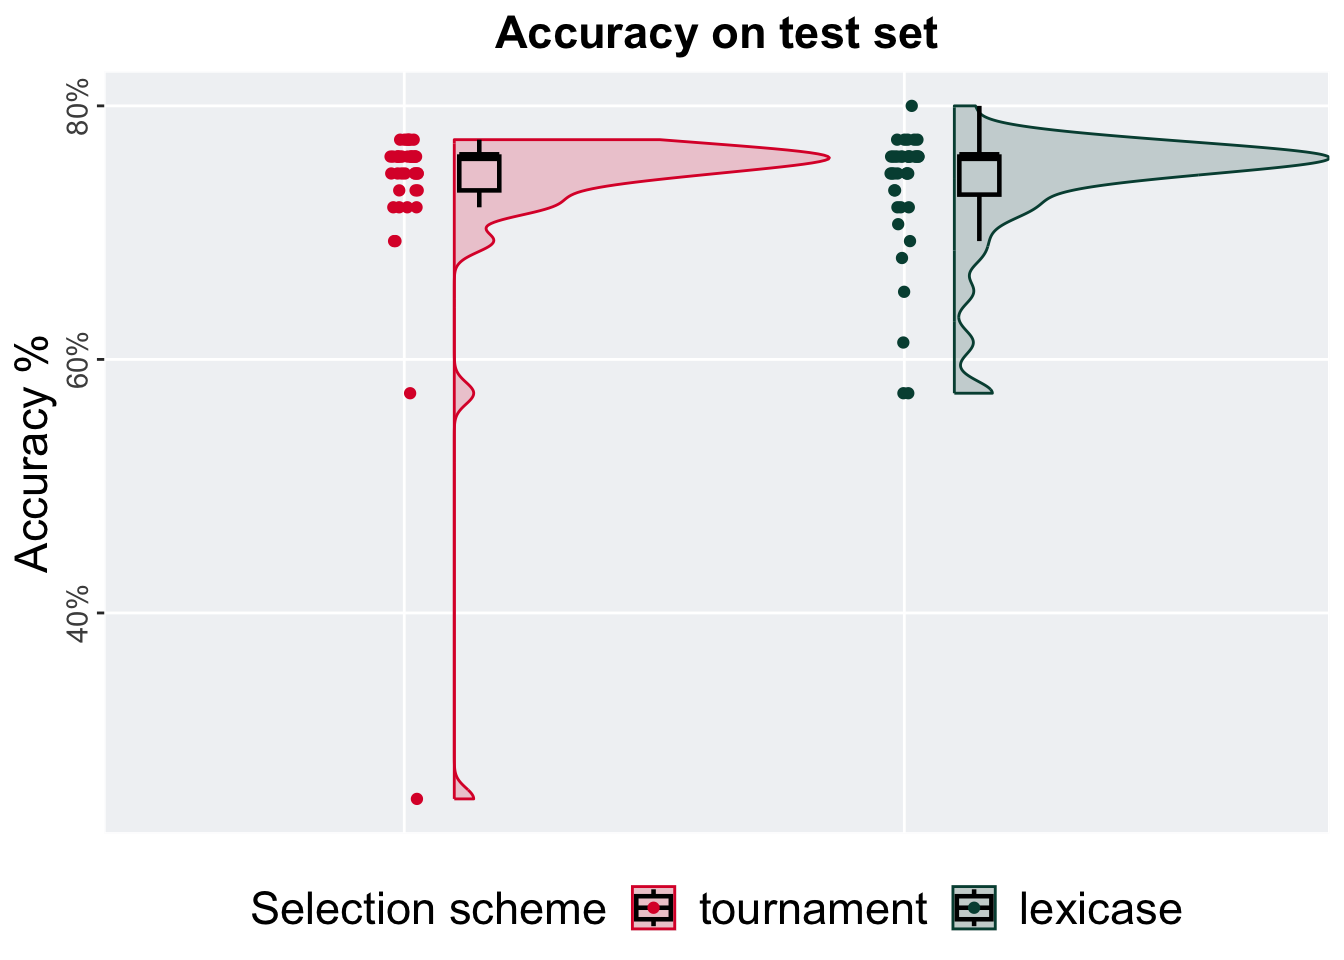 Accuracy on test set
Accuracy %
80%
60%
40%
Selection scheme tournament lexicase